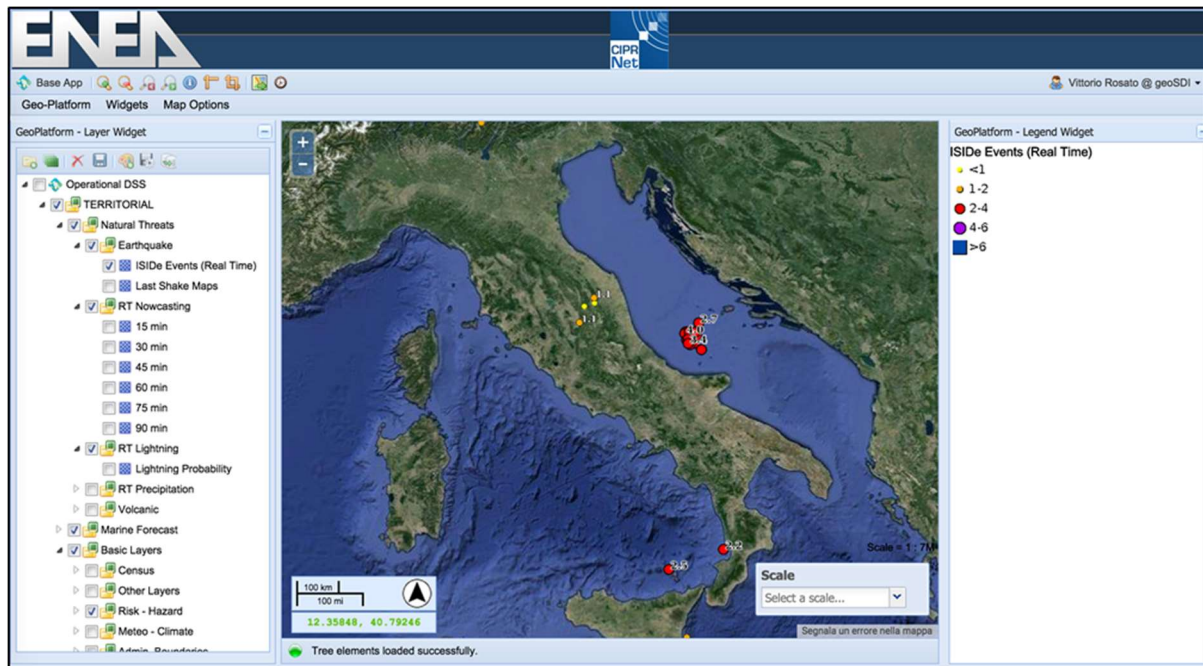 ENEA
CIPR
Net
Base App
Vittorio Rosato @ geoSDI
Geo-Platform Widgets Map Options
GeoPlatform - Layer Widget
Operational DSS
TERRITORIAL
Natural Threats
Earthquake
ISIDe Events (Real Time)
Last Shake Maps
RT Nowcasting
15 min
30 min
45 min
60 min
75 min
90 min
RT Lightning
Lightning Probability
RT Precipitation
Volcanic
Marine Forecast
Basic Layers
Census
Other Layers
Risk - Hazard
Meteo - Climate
Admin. Boundaries
+
−
1.1
1.1
2.7
4.0
3.4
2.2
2.5
Scale = 1 : 7M
100 km
100 mi
12.35848, 40.79246
Scale
Select a scale...
Segnala un errore nella mappa
Tree elements loaded successfully.
GeoPlatform - Legend Widget
ISIDe Events (Real Time)
<1
1-2
2-4
4-6
>6